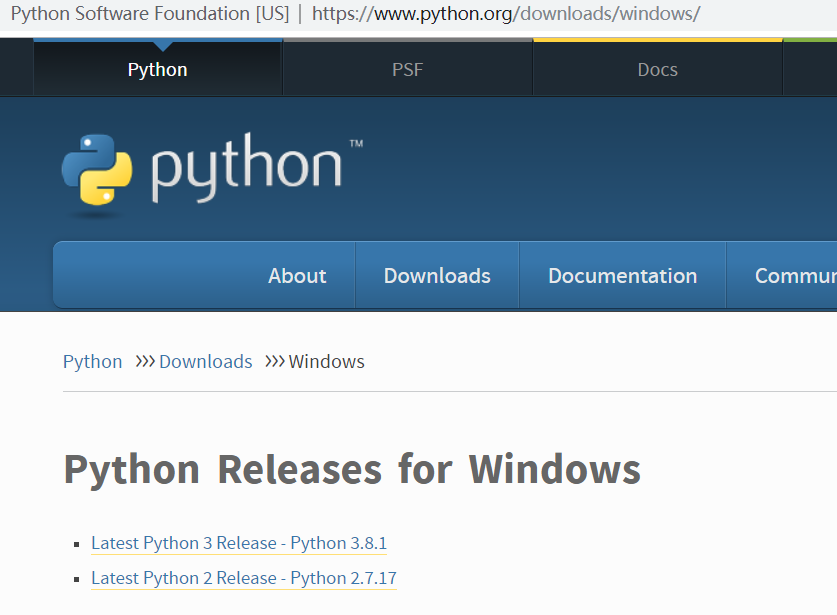 Python Software Foundation [US] | https://www.python.org/downloads/windows/
Python PSF Docs
python™
About Downloads Documentation Commun
Python >>> Downloads >>> Windows
Python Releases for Windows
Latest Python 3 Release - Python 3.8.1
Latest Python 2 Release - Python 2.7.17